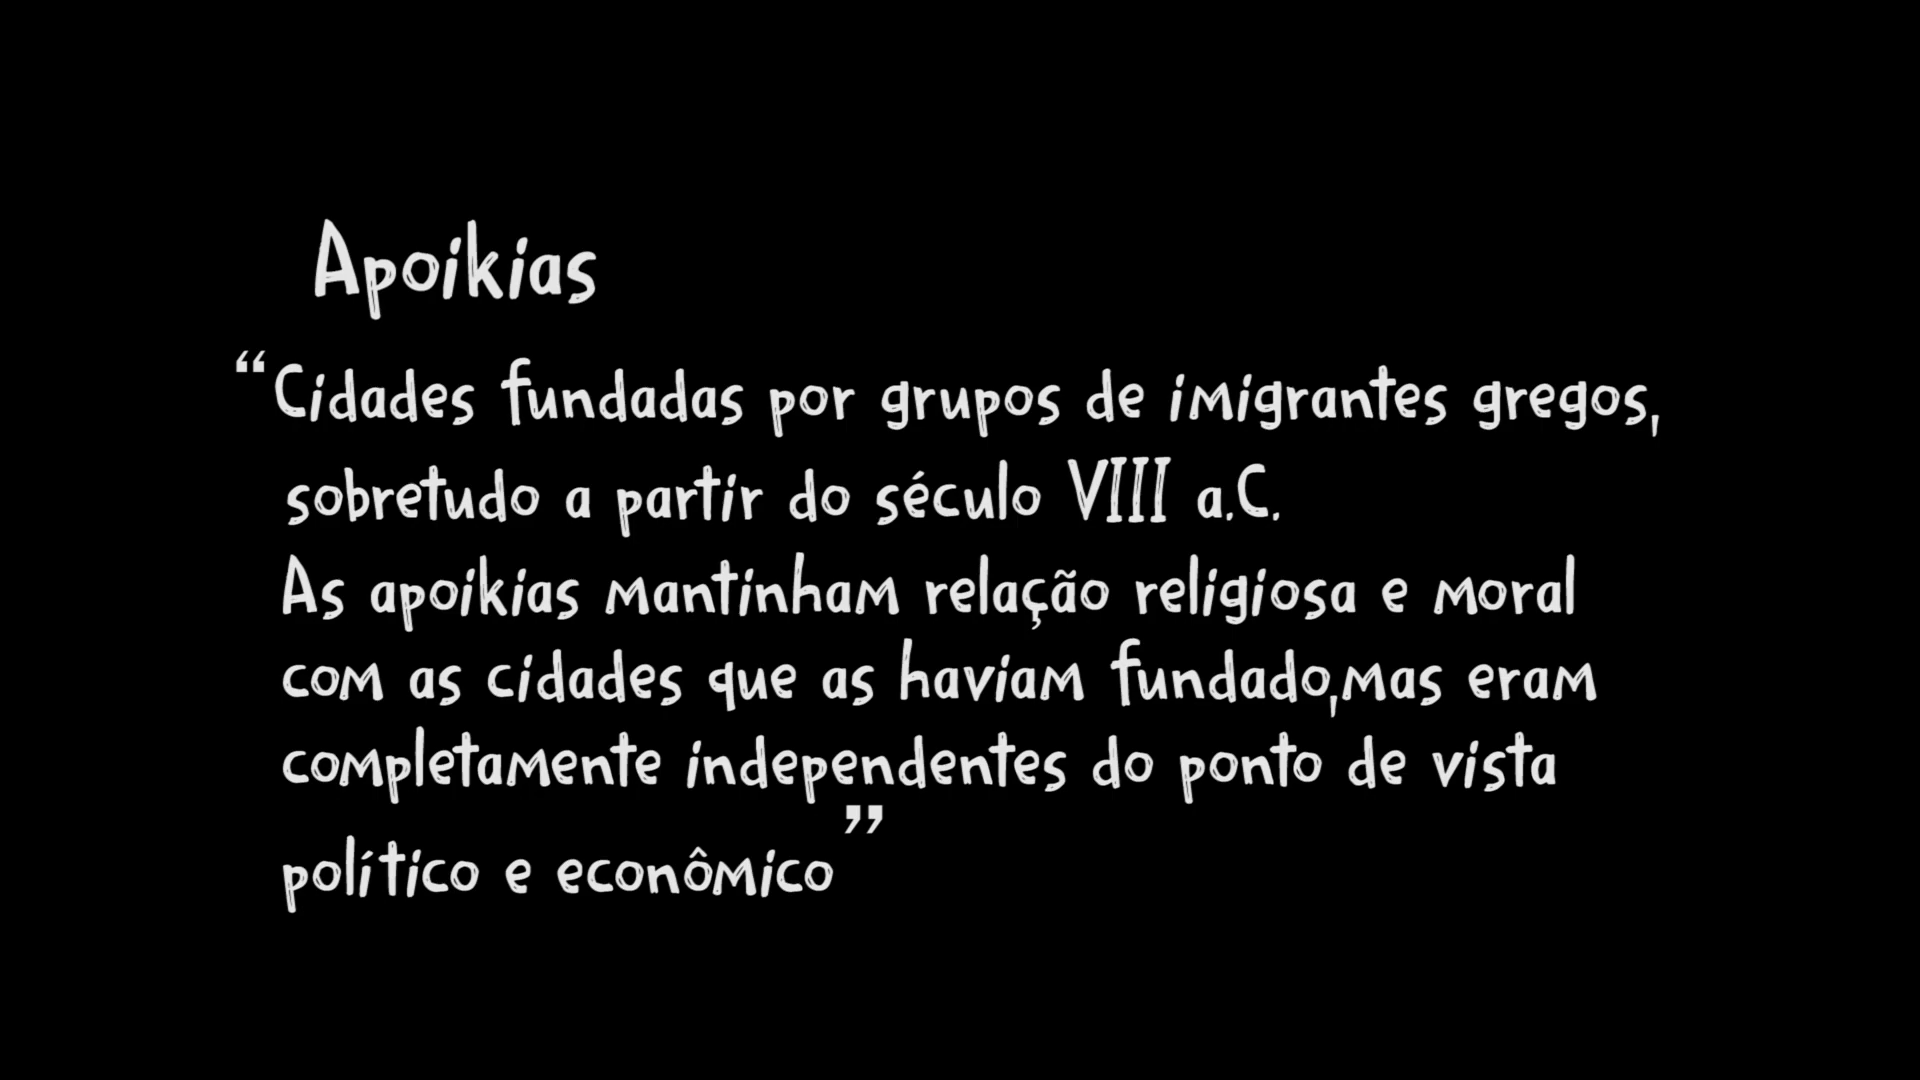 Apoikias
“Cidades fundadas por grupos de imigrantes gregos,
sobretudo a partir do século VIII a.C.
As apoikias mantinham relação religiosa e moral
com as cidades que as haviam fundado,mas eram
completamente independentes do ponto de vista
político e econômico”